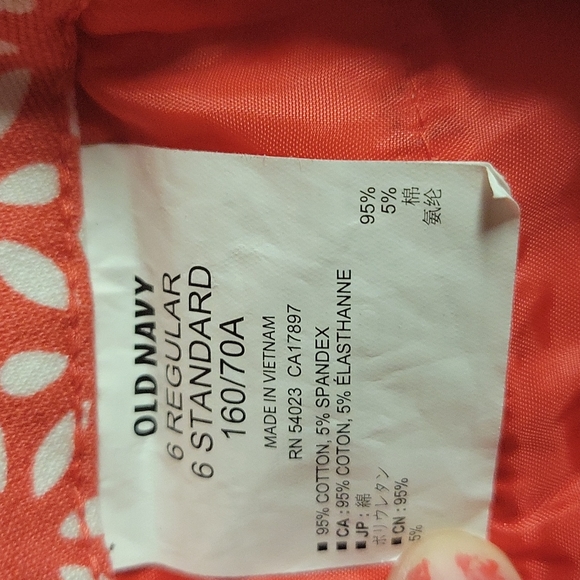 OLD NAVY
6 REGULAR
6 STANDARD
160/70A
MADE IN VIETNAM
RN 54023 CA17897
■ 95% COTTON, 5% SPANDEX
■ CA : 95% COTON, 5% ÉLASTHANNE
■ JP : 綿 95%
ポリウレタン 5%
■ CN : 95% 棉
5% 氨纶